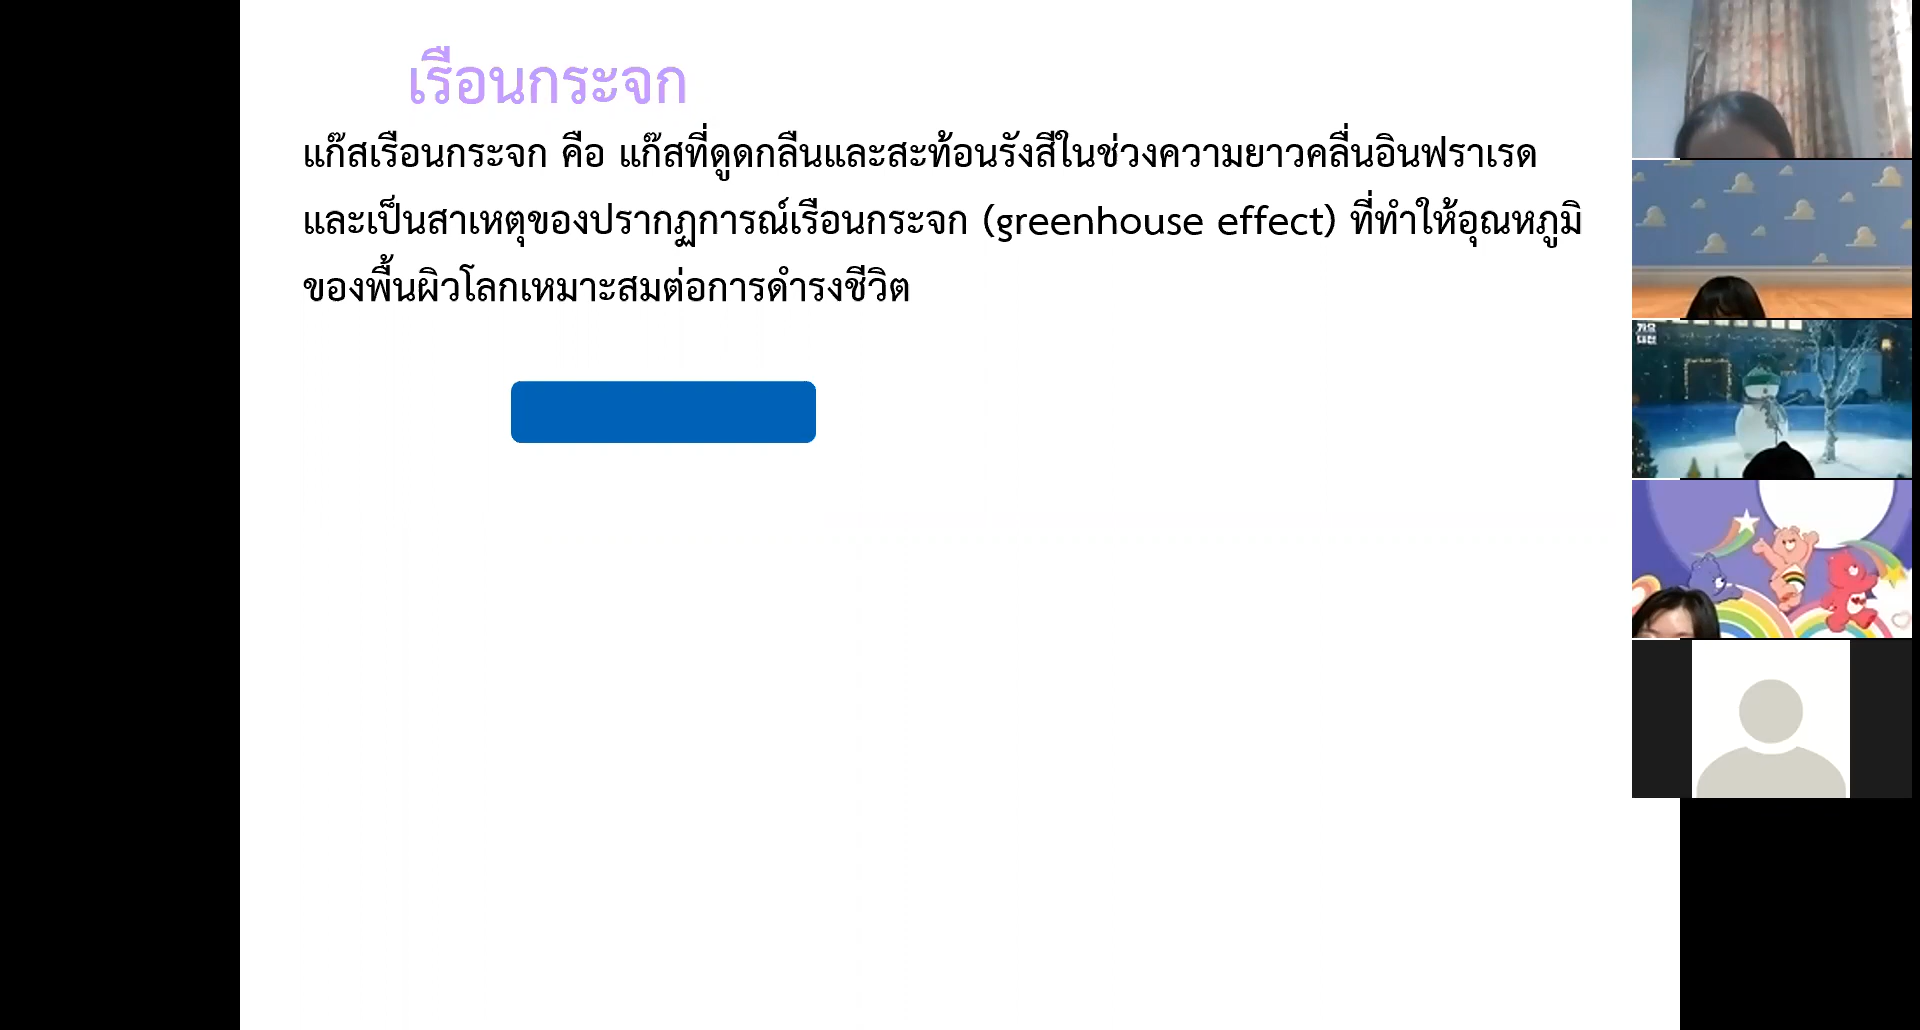 เรือนกระจก
แก๊สเรือนกระจก คือ แก๊สที่ดูดกลืนและสะท้อนรังสีในช่วงความยาวคลื่นอินฟราเรด
และเป็นสาเหตุของปรากฏการณ์เรือนกระจก (greenhouse effect) ที่ทำให้อุณหภูมิ
ของพื้นผิวโลกเหมาะสมต่อการดำรงชีวิต
가요
대전